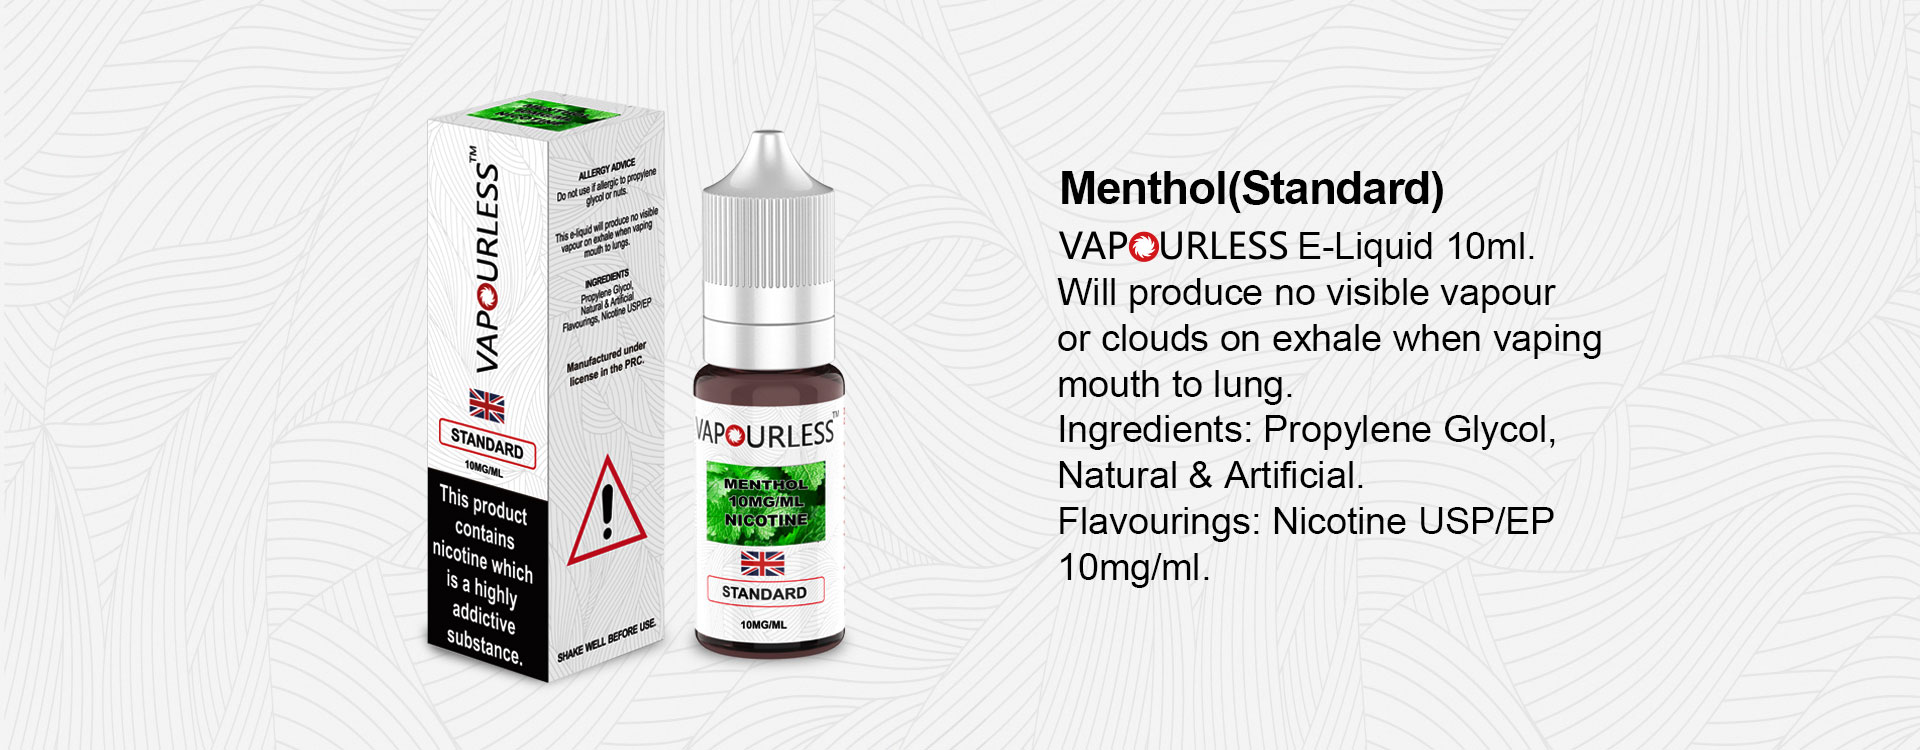 MENTHOL
10MG/ML
NICOTINE
VAPOURLESS™
STANDARD
10MG/ML
This product
contains
nicotine which
is a highly
addictive
substance.
ALLERGY ADVICE
Do not use if allergic to propylene
glycol or nuts.
This e-liquid will produce no visible
vapour on exhale when vaping
mouth to lungs.
INGREDIENTS
Propylene Glycol,
Natural & Artificial
Flavourings, Nicotine USP/EP
Manufactured under
license in the PRC.
SHAKE WELL BEFORE USE.
VAPOURLESS™
MENTHOL
10MG/ML
NICOTINE
STANDARD
10MG/ML
Menthol(Standard)
VAPOURLESS E-Liquid 10ml.
Will produce no visible vapour
or clouds on exhale when vaping
mouth to lung.
Ingredients: Propylene Glycol,
Natural & Artificial.
Flavourings: Nicotine USP/EP
10mg/ml.